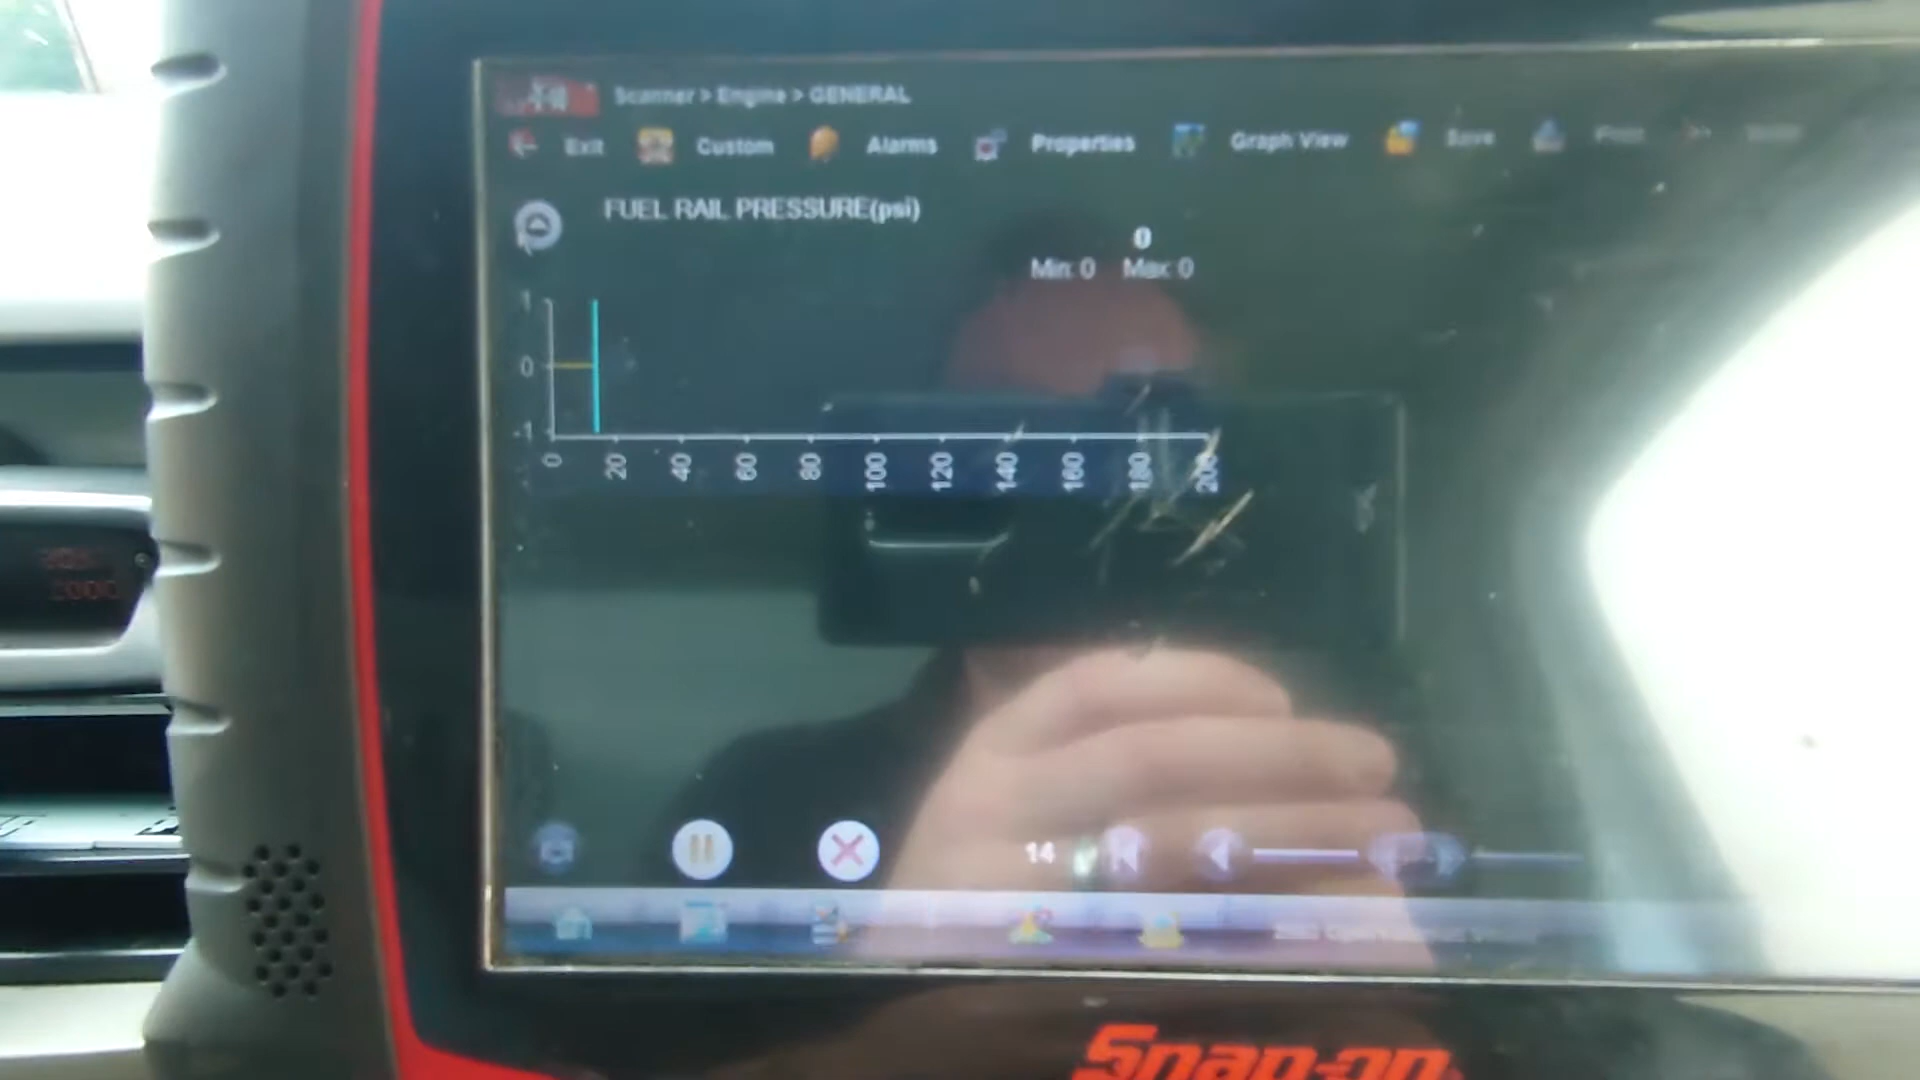 Scanner > Engine > GENERAL
Exit Custom Alarms Properties Graph View Save Print
FUEL RAIL PRESSURE(psi)
0
Min: 0 Max: 0
1
0
-1
0 20 40 60 80 100 120 140 160 180 200
14
Snap-on